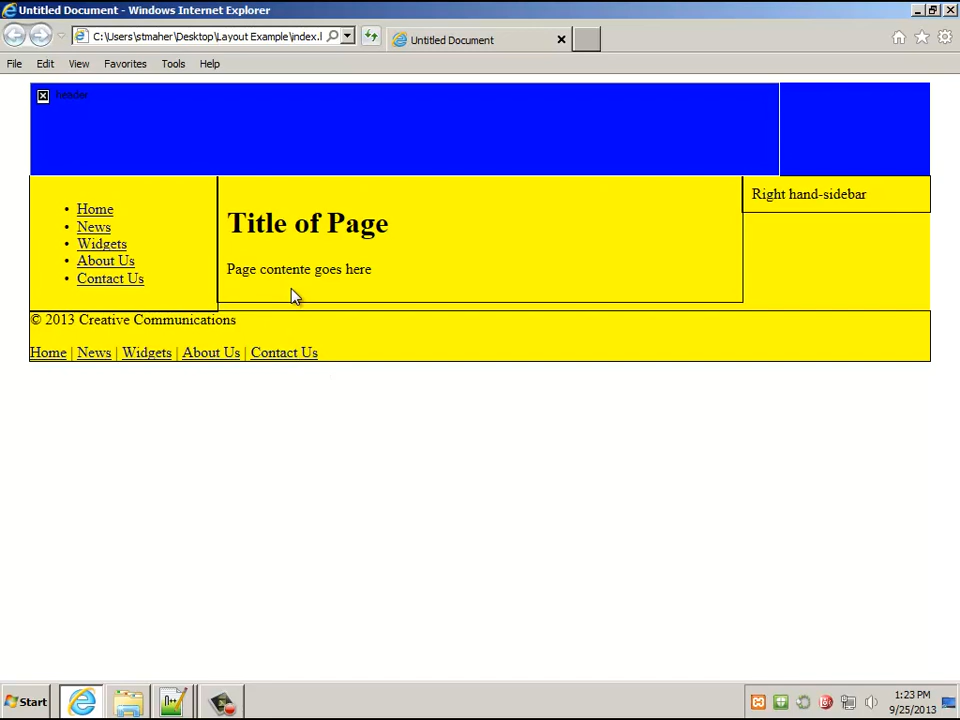 Untitled Document - Windows Internet Explorer
C:\Users\stmaher\Desktop\Layout Example\index.l
Untitled Document
File Edit View Favorites Tools Help
header
Home
News
Widgets
About Us
Contact Us
Title of Page
Page contente goes here
Right hand-sidebar
© 2013 Creative Communications
Home | News | Widgets | About Us | Contact Us
Start
1:23 PM
9/25/2013